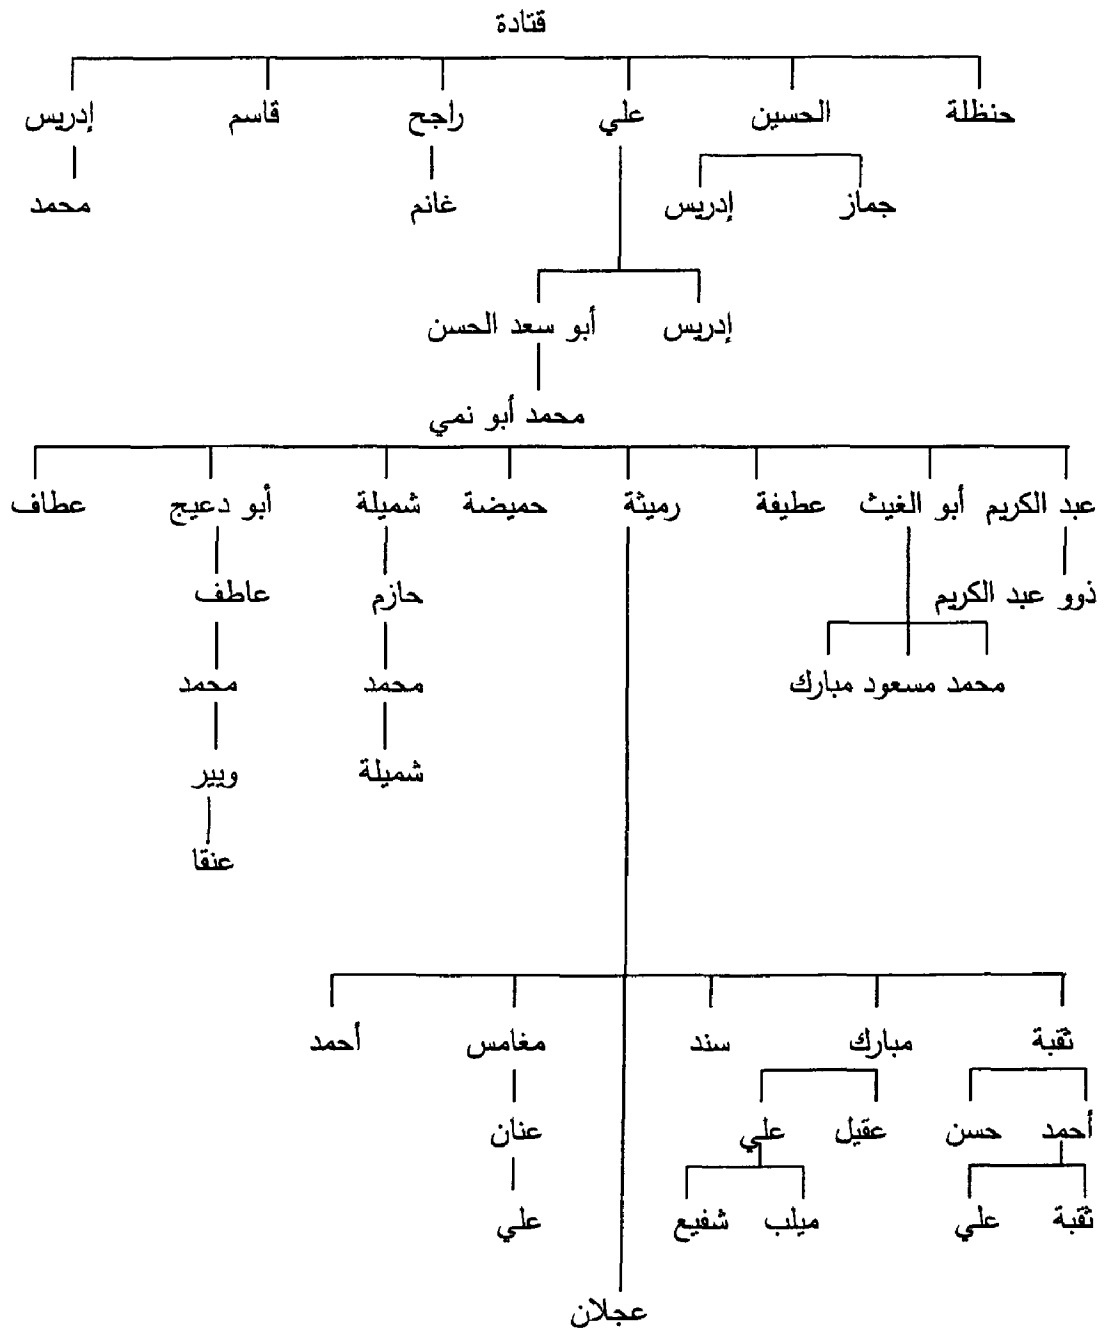 قتادة
حنظلة الحسين علي راجح قاسم إدريس
جماز إدريس غانم محمد
إدريس أبو سعد الحسن
محمد أبو نمي
عبد الكريم أبو الغيث عطيفة رميثة حميضة شميلة أبو دعيج عطاف
ذوو عبد الكريم حازم عاطف
محمد مسعود مبارك محمد محمد
شميلة وبير
عنقا
ثقبة مبارك سند مغامس أحمد
أحمد حسن عقيل علي عنان
ثقبة علي ميلب شفيع علي
عجلان